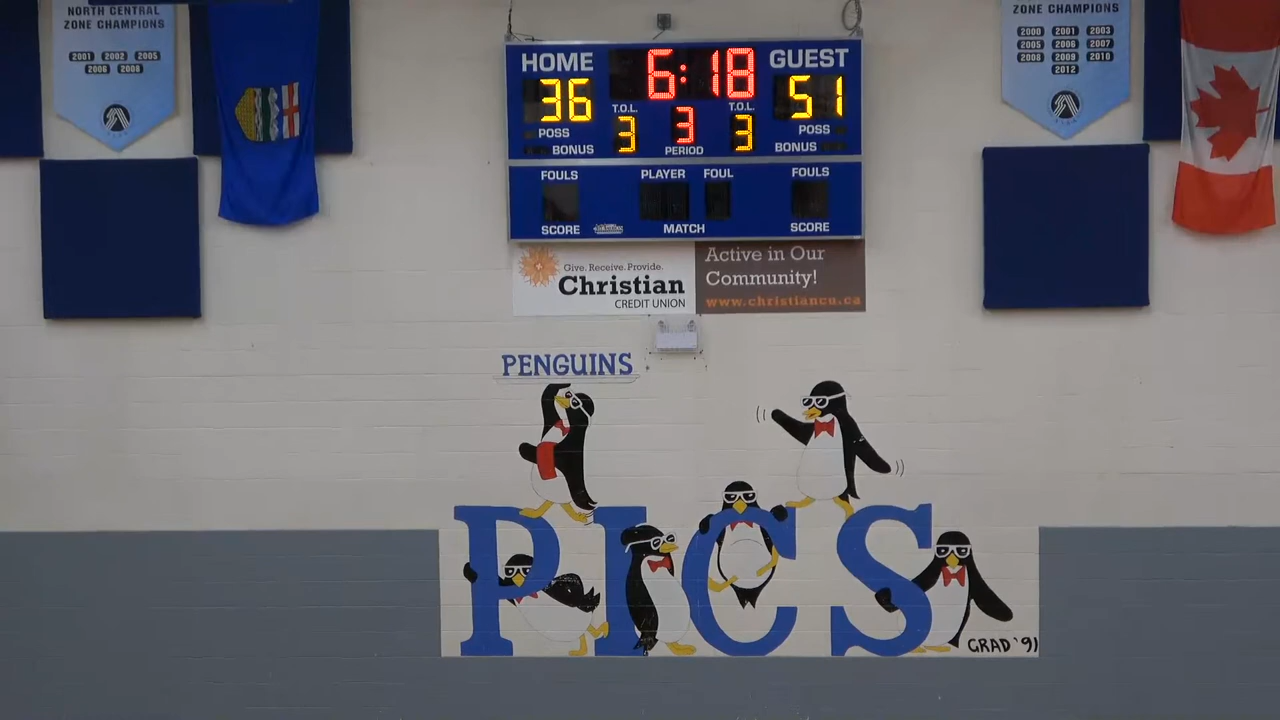 NORTH CENTRAL
ZONE CHAMPIONS
2001 2002 2005
2006 2008
ZONE CHAMPIONS
2000 2001 2003
2005 2006 2007
2008 2009 2010
2012
HOME 6:18 GUEST
36 51
T.O.L. T.O.L.
3 3 3
POSS POSS
BONUS PERIOD BONUS
FOULS PLAYER FOUL FOULS
SCORE MATCH SCORE
Give. Receive. Provide.
Christian
CREDIT UNION
Active in Our
Community!
www.christiancu.ca
PENGUINS
PICS
GRAD '91